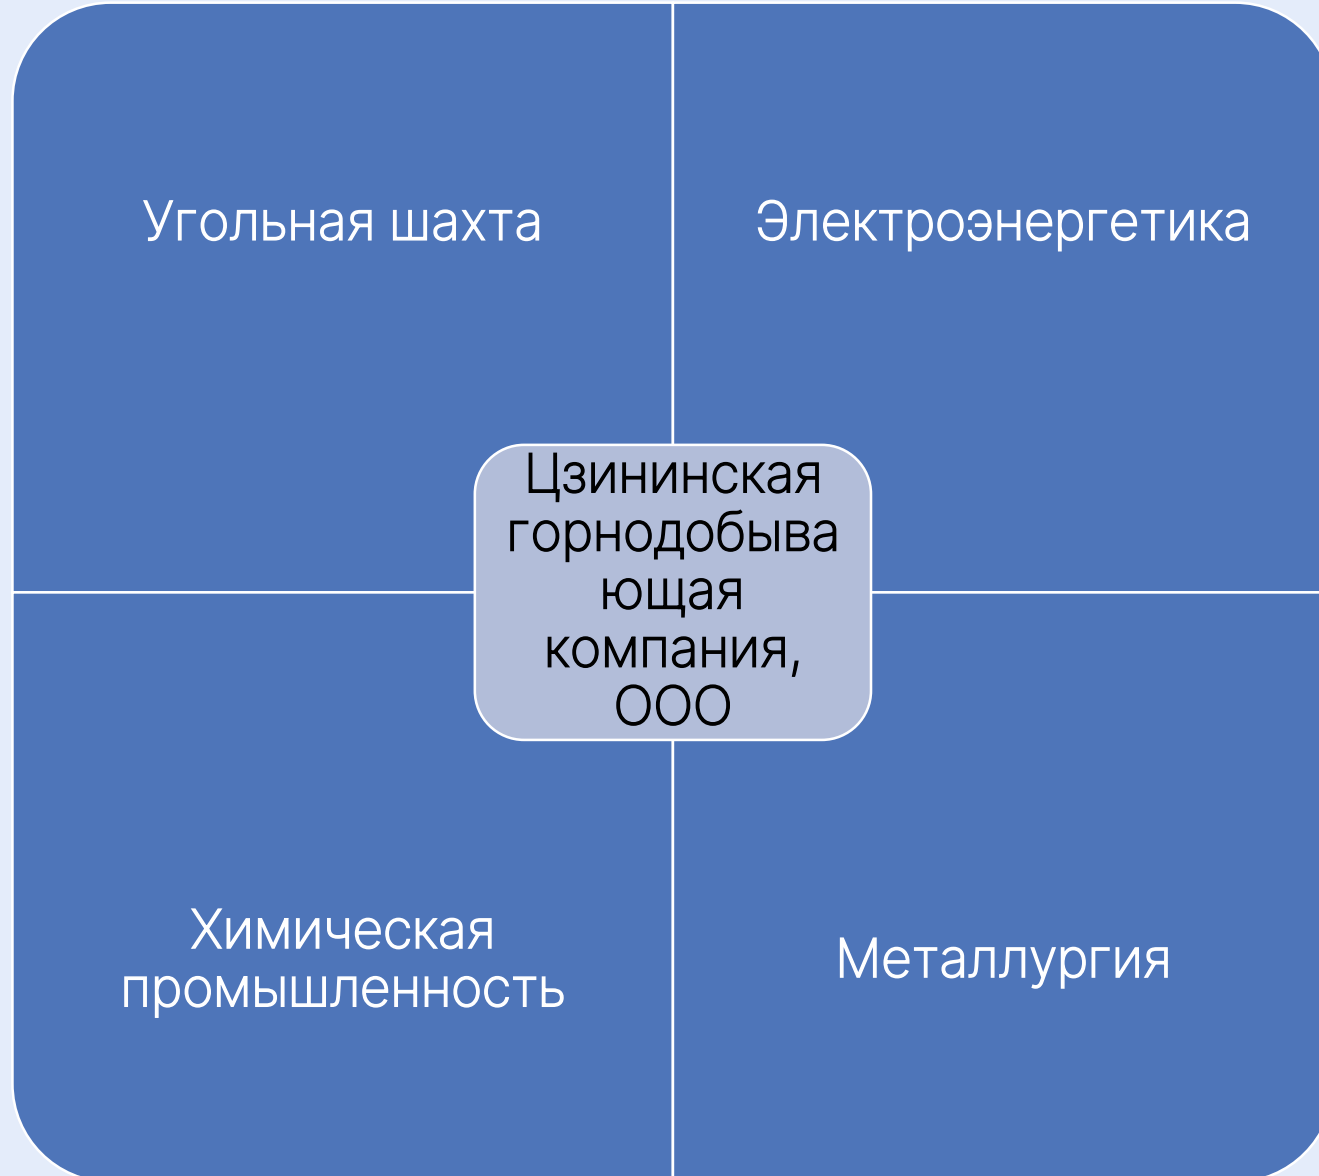 Угольная шахта
Электроэнергетика
Цзининская
горнодобыва
ющая
компания,
ООО
Химическая
промышленность
Металлургия